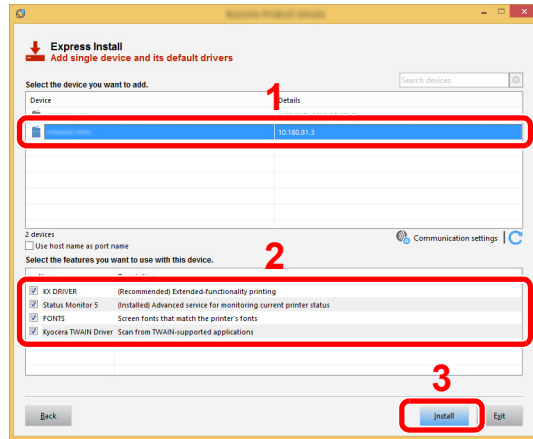 Express Install
Add single device and its default drivers
Select the device you want to add.
Search devices
1
Device Details
10.180.81.3
2 devices
Communication settings
Use host name as port name
2
Select the features you want to use with this device.
KX DRIVER (Recommended) Extended-functionality printing
Status Monitor 5 (Installed) Advanced service for monitoring current printer status
FONTS Screen fonts that match the printer's fonts
Kyocera TWAIN Driver Scan from TWAIN-supported applications
3
Back Install Exit